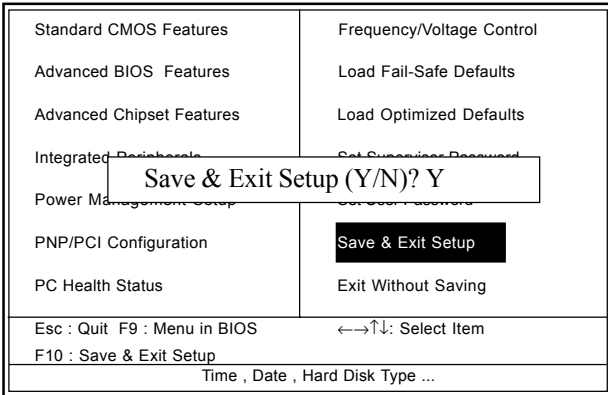 Standard CMOS Features
Advanced BIOS Features
Advanced Chipset Features
Integrated
Power
PNP/PCI Configuration
PC Health Status
Frequency/Voltage Control
Load Fail-Safe Defaults
Load Optimized Defaults
Save & Exit Setup
Exit Without Saving
Save & Exit Setup (Y/N)? Y
Esc : Quit F9 : Menu in BIOS
F10 : Save & Exit Setup
←→↑↓: Select Item
Time , Date , Hard Disk Type ...